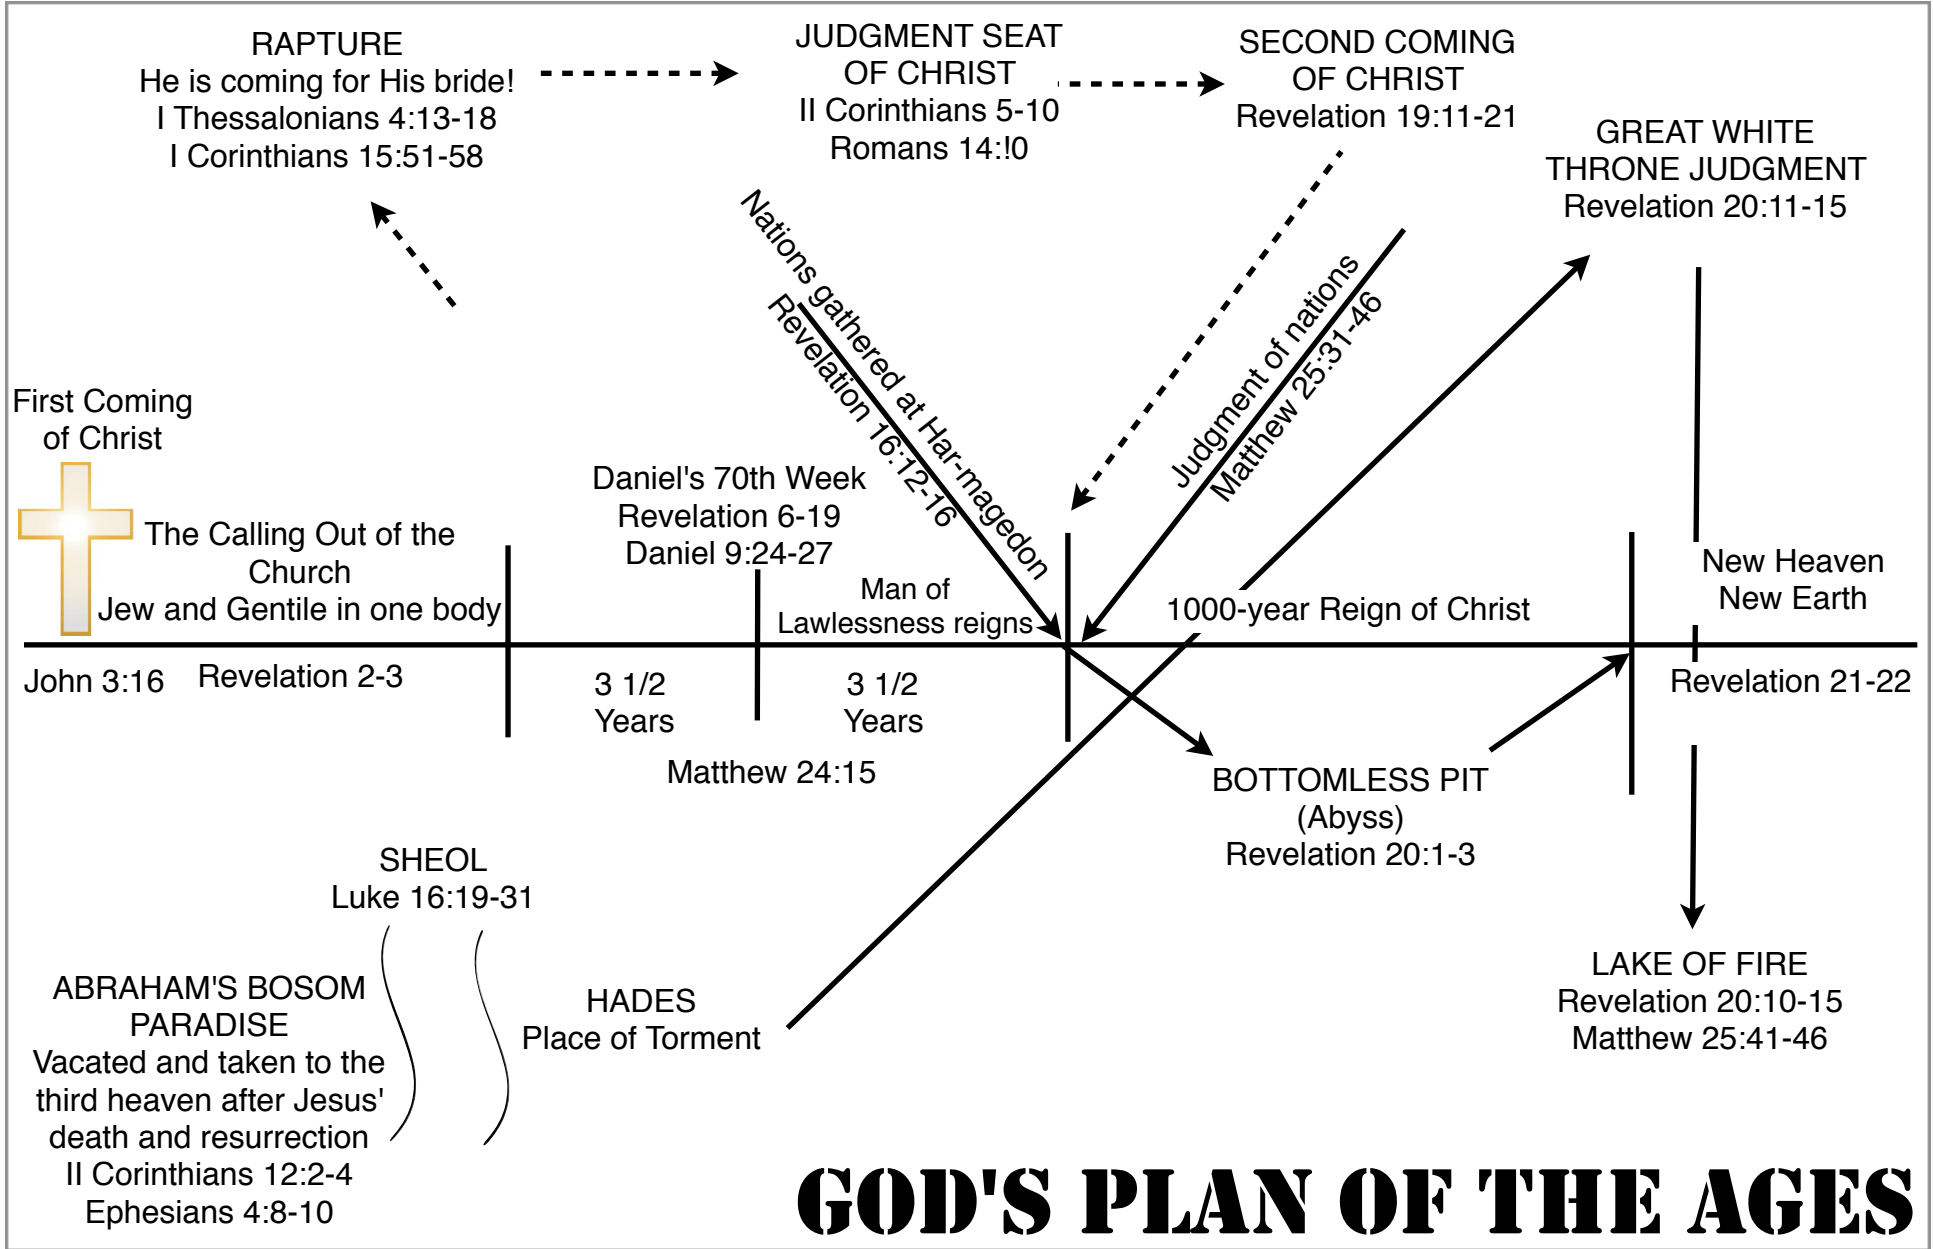 RAPTURE
He is coming for His bride!
I Thessalonians 4:13-18
I Corinthians 15:51-58
JUDGMENT SEAT
OF CHRIST
II Corinthians 5-10
Romans 14:!0
SECOND COMING
OF CHRIST
Revelation 19:11-21
GREAT WHITE
THRONE JUDGMENT
Revelation 20:11-15
Nations gathered at Har-magedon
Revelation 16:12-16
Judgment of nations
Matthew 25:31-46
First Coming
of Christ
The Calling Out of the
Church
Jew and Gentile in one body
Daniel's 70th Week
Revelation 6-19
Daniel 9:24-27
Man of
Lawlessness reigns
1000-year Reign of Christ
New Heaven
New Earth
John 3:16
Revelation 2-3
3 1/2
Years
3 1/2
Years
Matthew 24:15
Revelation 21-22
BOTTOMLESS PIT
(Abyss)
Revelation 20:1-3
SHEOL
Luke 16:19-31
ABRAHAM'S BOSOM
PARADISE
Vacated and taken to the
third heaven after Jesus'
death and resurrection
II Corinthians 12:2-4
Ephesians 4:8-10
HADES
Place of Torment
LAKE OF FIRE
Revelation 20:10-15
Matthew 25:41-46
GOD'S PLAN OF THE AGES